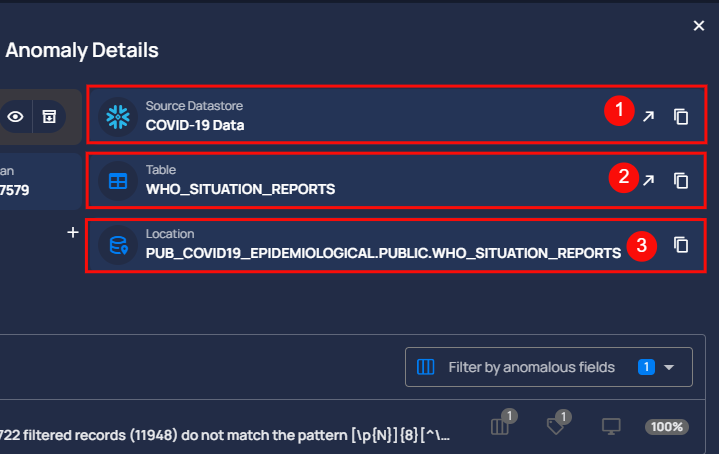 Anomaly Details
Source Datastore
COVID-19 Data
1
Table
WHO_SITUATION_REPORTS
2
an
7579
Location
PUB_COVID19_EPIDEMIOLOGICAL.PUBLIC.WHO_SITUATION_REPORTS
3
Filter by anomalous fields 1
722 filtered records (11948) do not match the pattern [\p{N}]{8}[^\...
1
1
100%